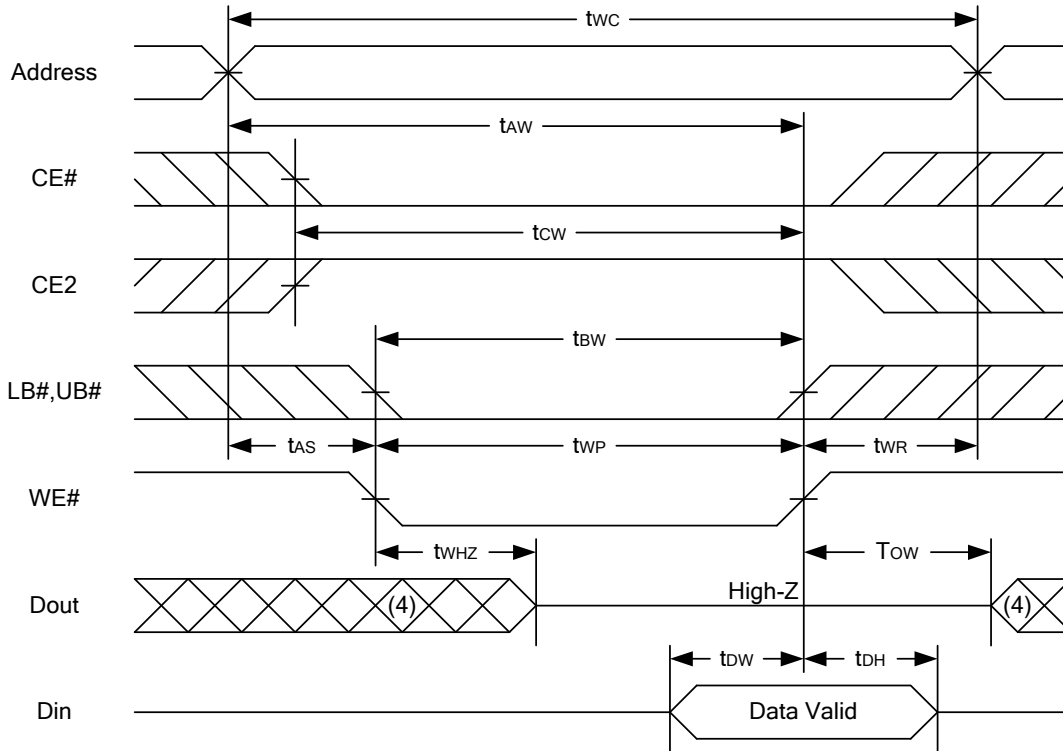 tWC
Address
tAW
CE#
tCW
CE2
tBW
LB#,UB#
tAS
tWP
tWR
WE#
tWHZ
TOW
Dout
(4)
High-Z
(4)
tDW
tDH
Din
Data Valid